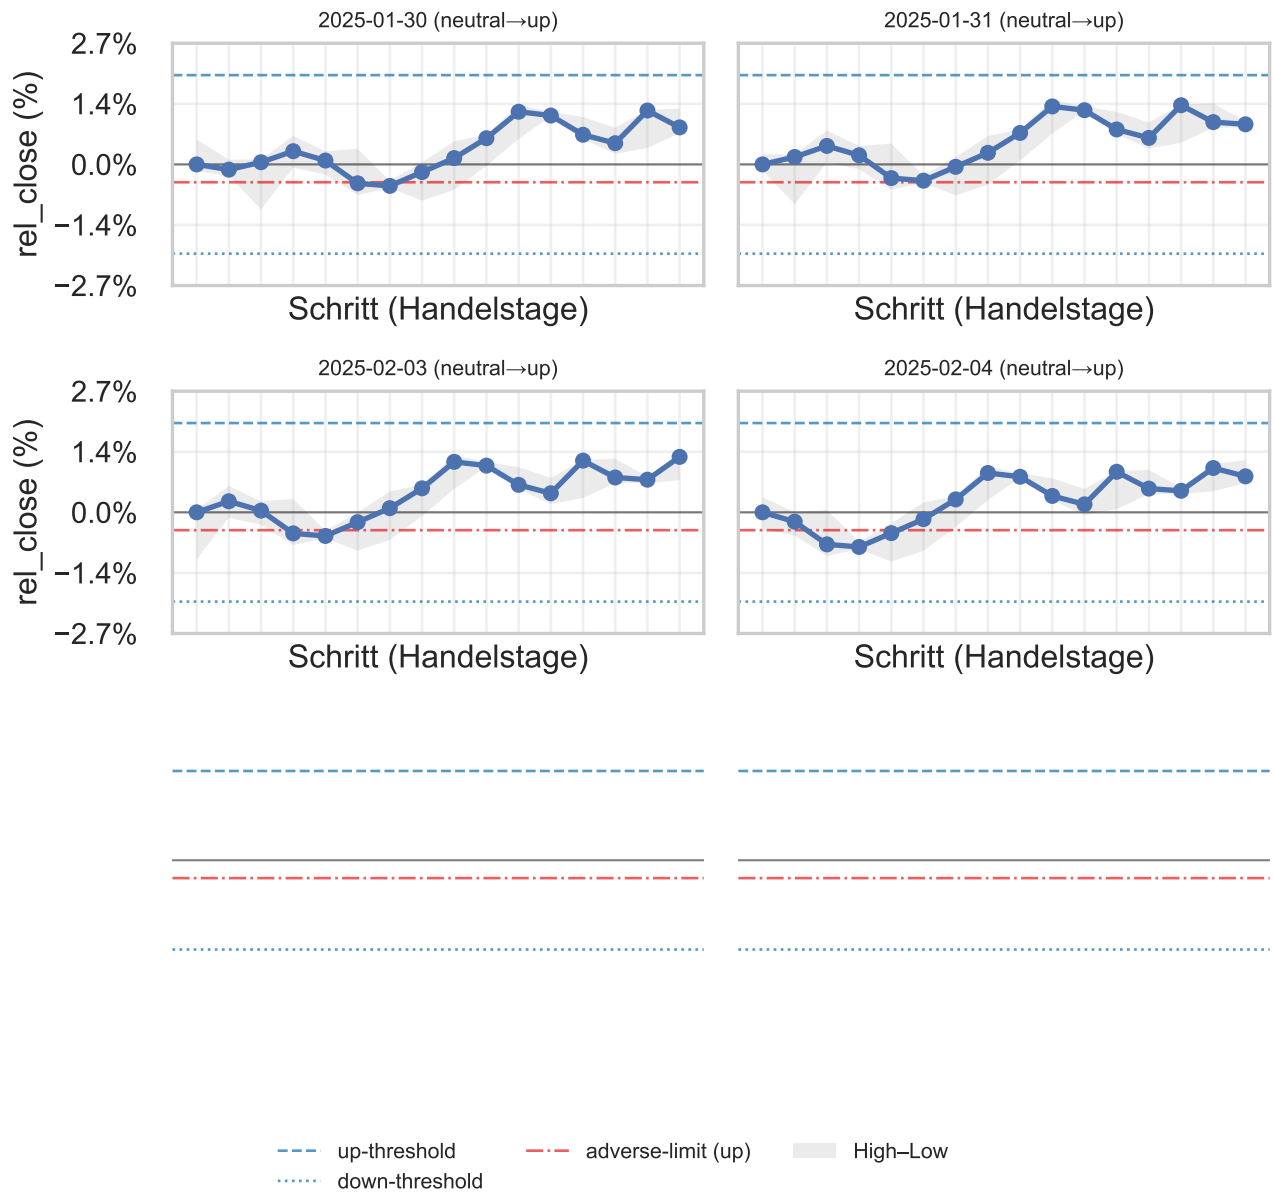 2025-01-30 (neutral→up)
2025-01-31 (neutral→up)
2.7%
1.4%
0.0%
−1.4%
−2.7%
rel_close (%)
Schritt (Handelstage)
Schritt (Handelstage)
2025-02-03 (neutral→up)
2025-02-04 (neutral→up)
2.7%
1.4%
0.0%
−1.4%
−2.7%
rel_close (%)
Schritt (Handelstage)
Schritt (Handelstage)
up-threshold
down-threshold
adverse-limit (up)
High–Low